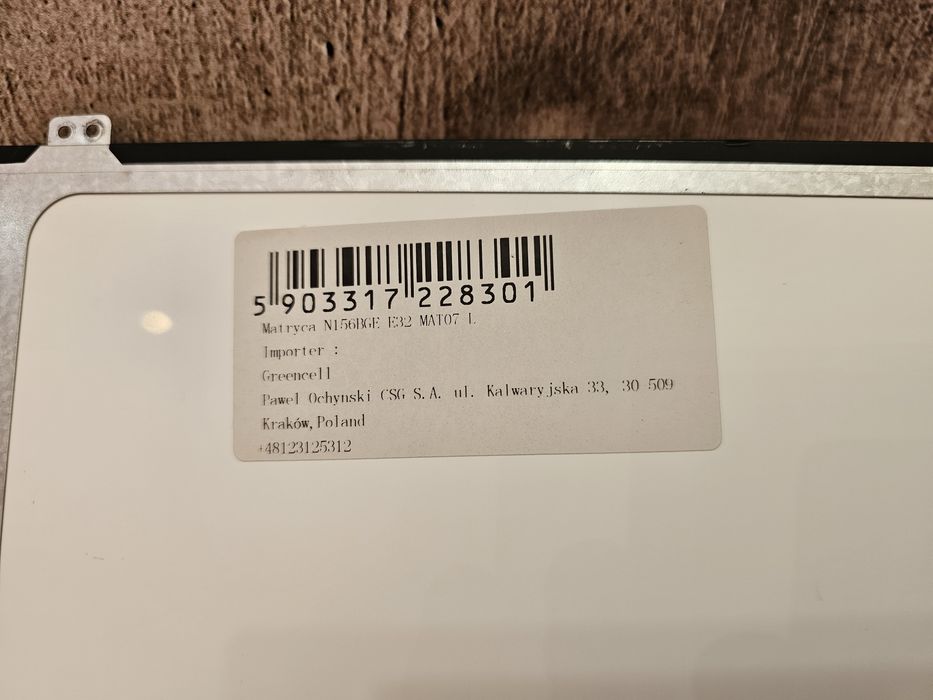 5 903317 228301
Matryca N156BGE E32 MAT07 L
Importer :
Greencell
Pawel Ochynski CSG S.A. ul. Kalwaryjska 33, 30 509
Kraków, Poland
+48123125312